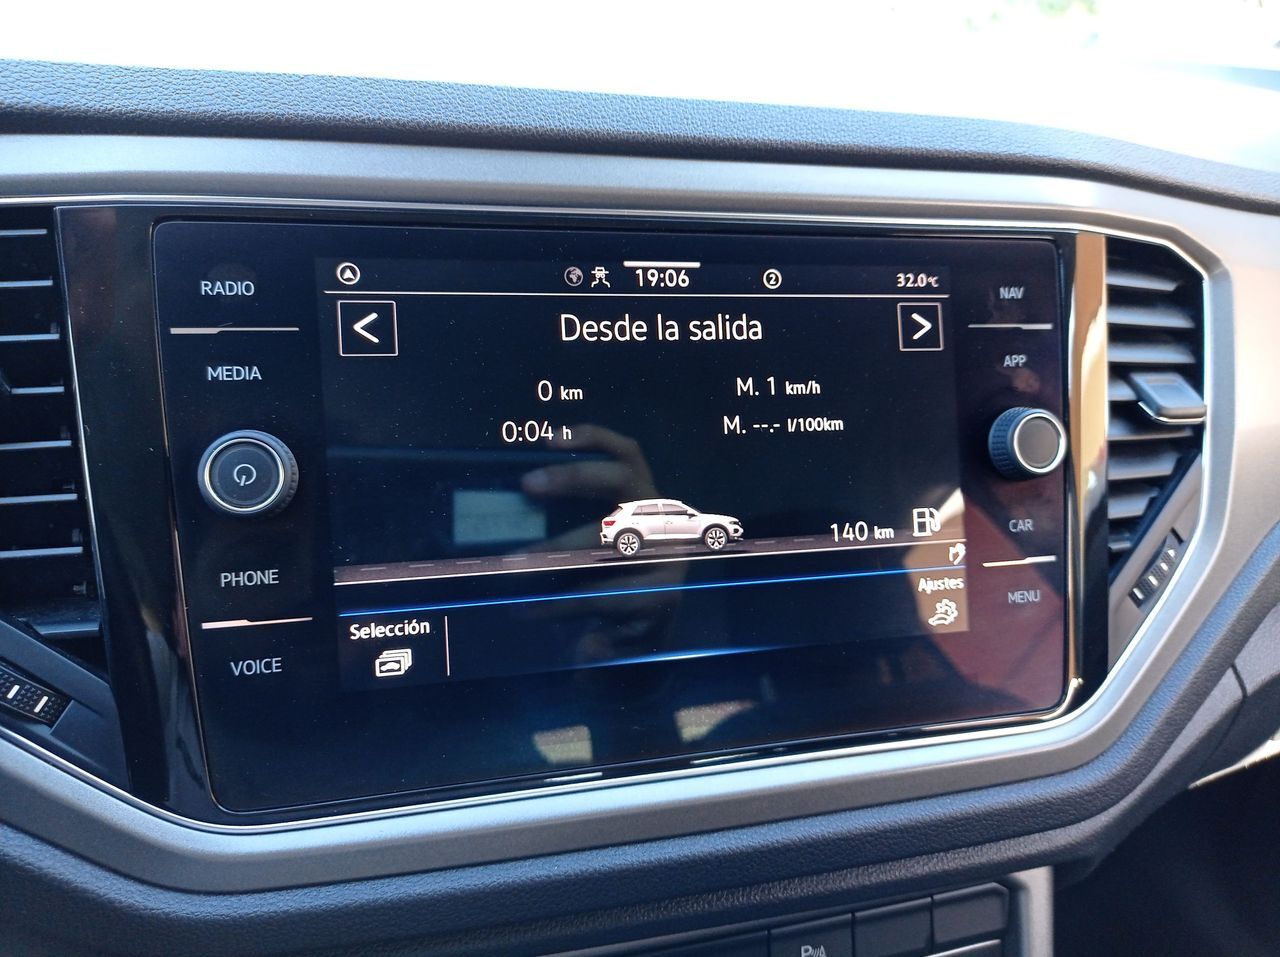 RADIO
MEDIA
PHONE
VOICE
19:06
2
32.0°C
<
Desde la salida
>
0 km
M. 1 km/h
0:04 h
M. --.- l/100km
140 km
Selección
Ajustes
NAV
APP
CAR
MENU
P